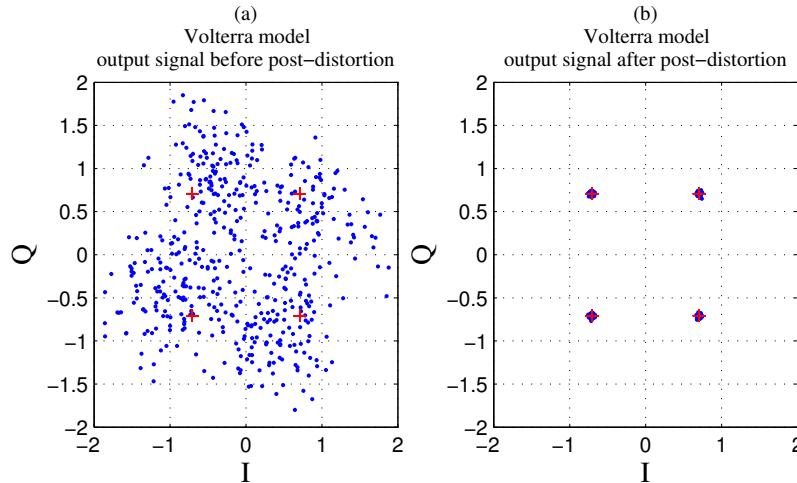 (a)
Volterra model
output signal before post−distortion
2
1.5
1
0.5
0
−0.5
−1
−1.5
−2
−2 −1 0 1 2
Q
I
(b)
Volterra model
output signal after post−distortion
2
1.5
1
0.5
0
−0.5
−1
−1.5
−2
−2 −1 0 1 2
Q
I